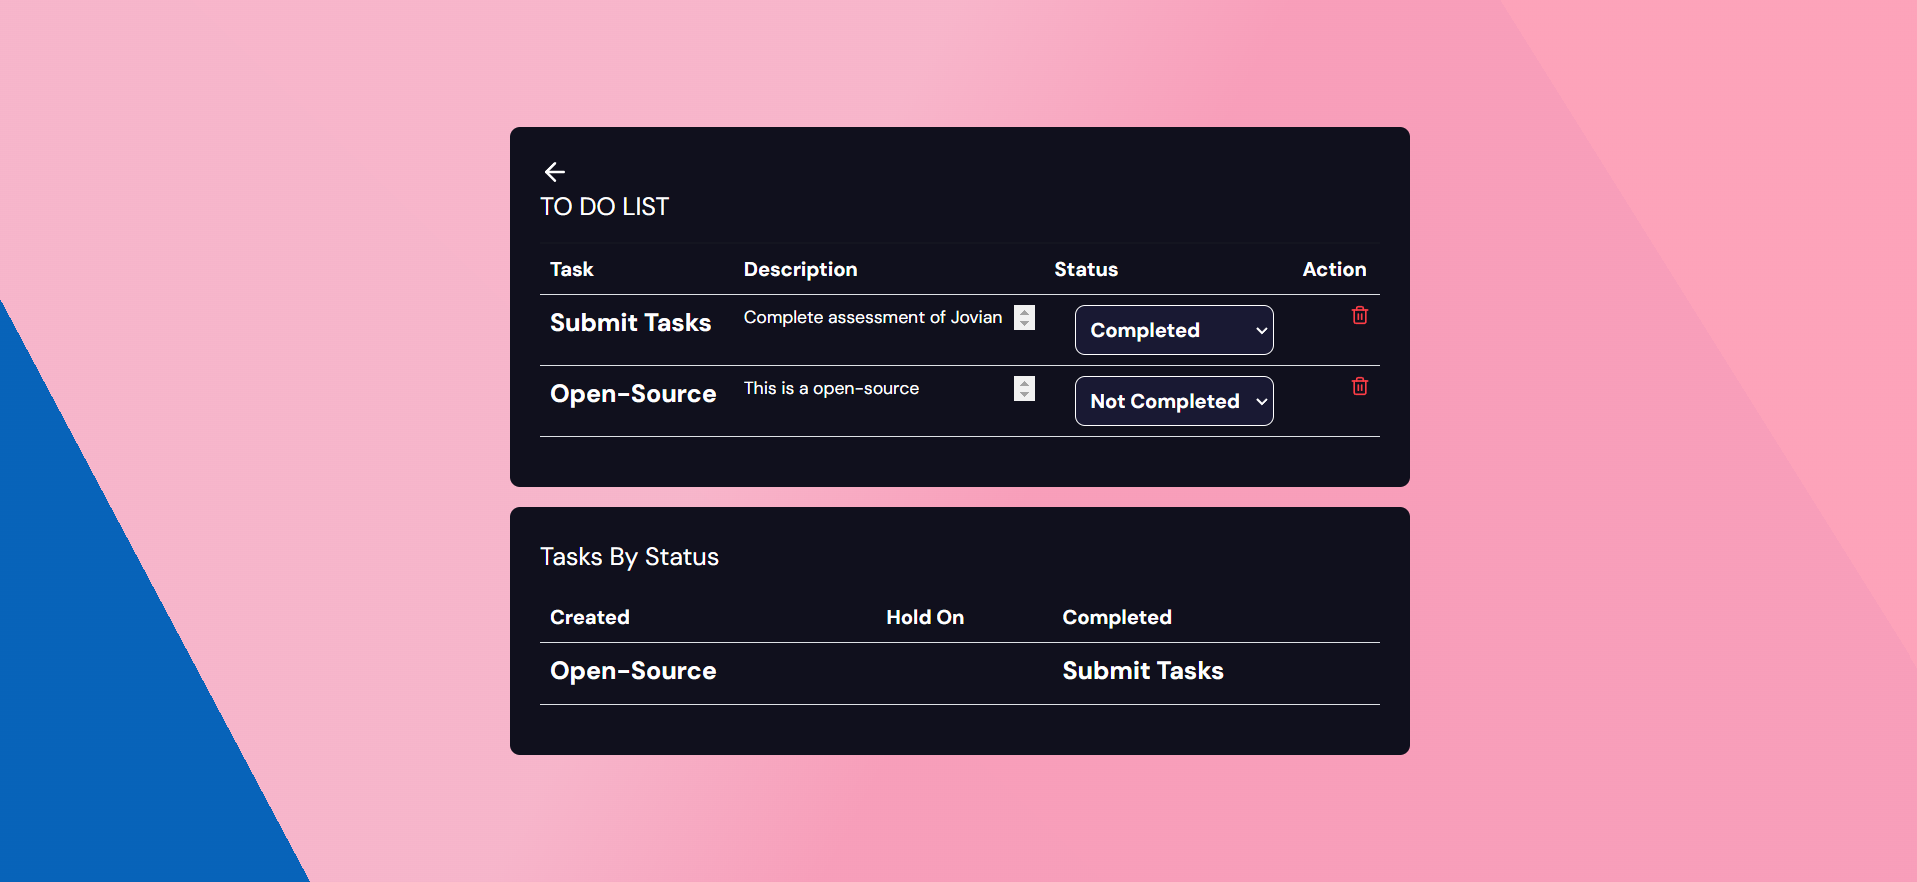 TO DO LIST
Task Description Status Action
Submit Tasks Complete assessment of Jovian Completed
Open-Source This is a open-source Not Completed
Tasks By Status
Created Hold On Completed
Open-Source Submit Tasks